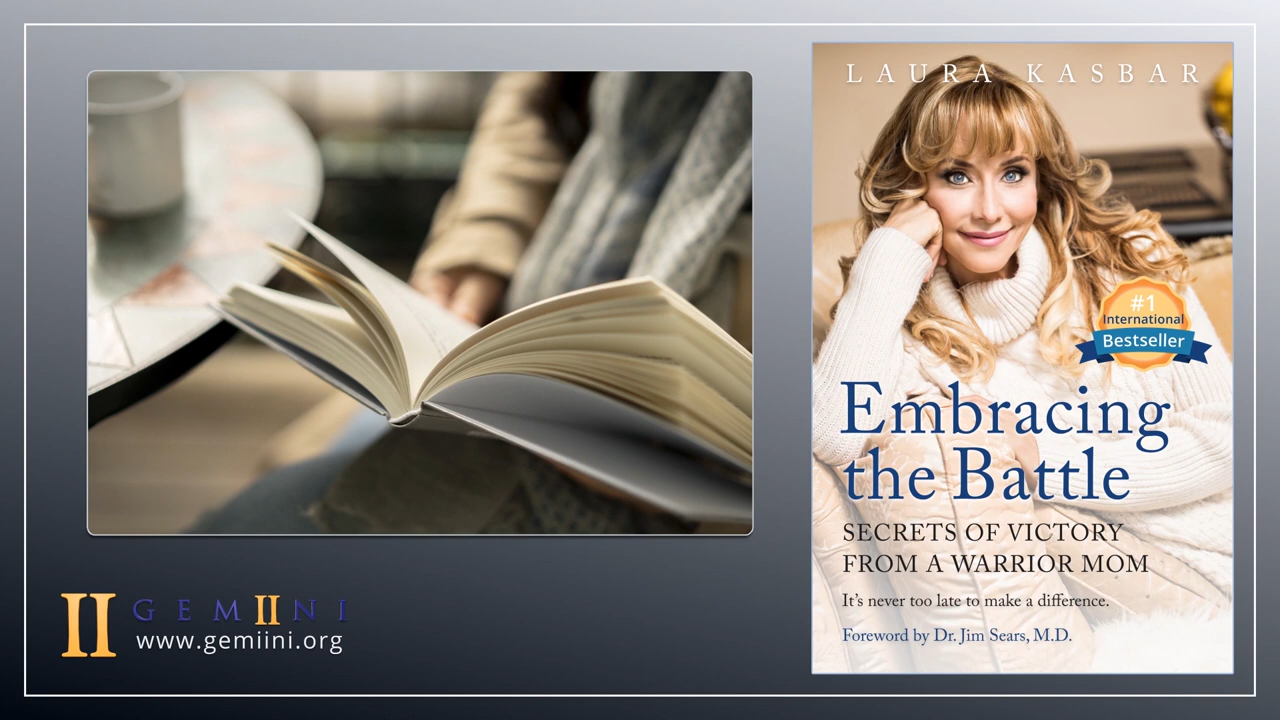 LAURA KASBAR
#1
International
Bestseller
Embracing
the Battle
SECRETS OF VICTORY
FROM A WARRIOR MOM
It's never too late to make a difference.
Foreword by Dr. Jim Sears, M.D.
II GEMIINI
www.gemiini.org